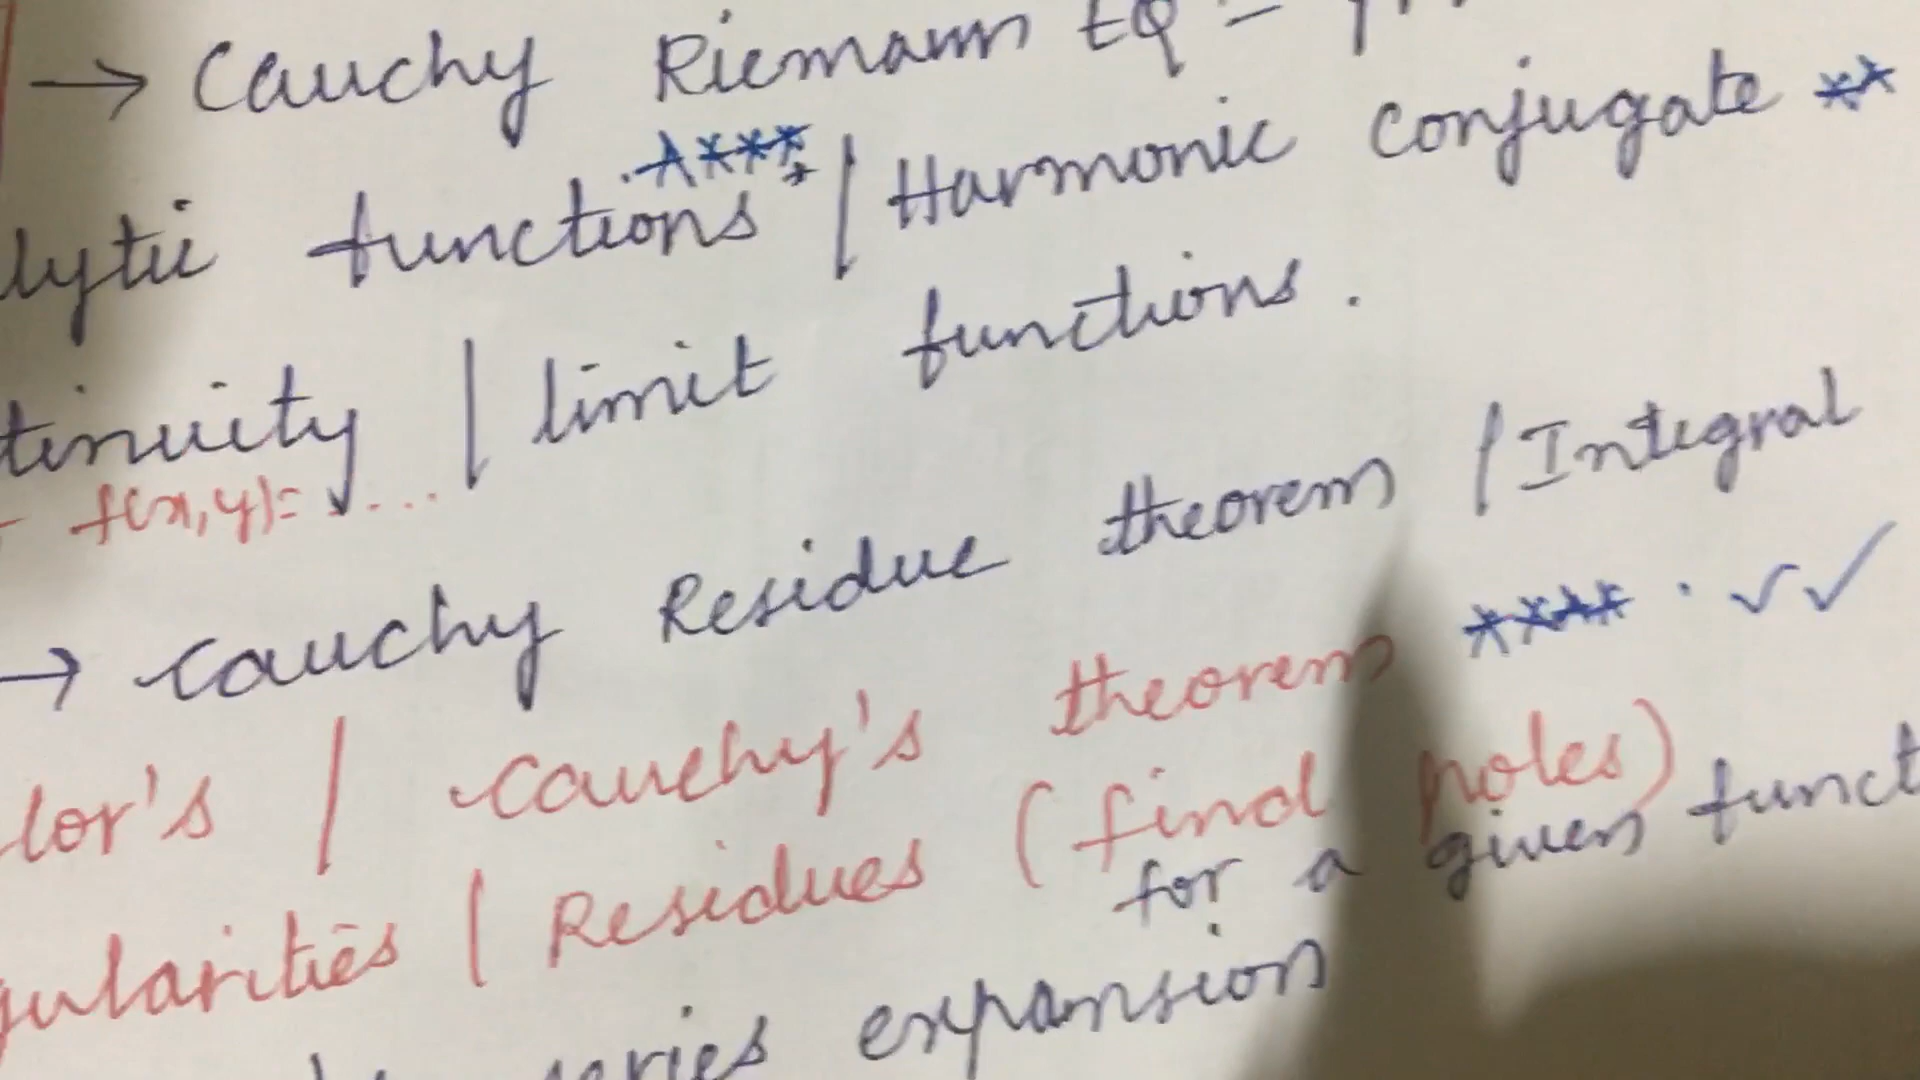 → Cauchy Riemann EQ -
lytic functions **** | Harmonic conjugate **
tinuity | limit functions.
f(x,y)= ....
→ Cauchy Residue theorem | Integral
lor's | Cauchy's theorem **** . ✓✓
gularities | Residues (find poles)
for a given funct
series expansion